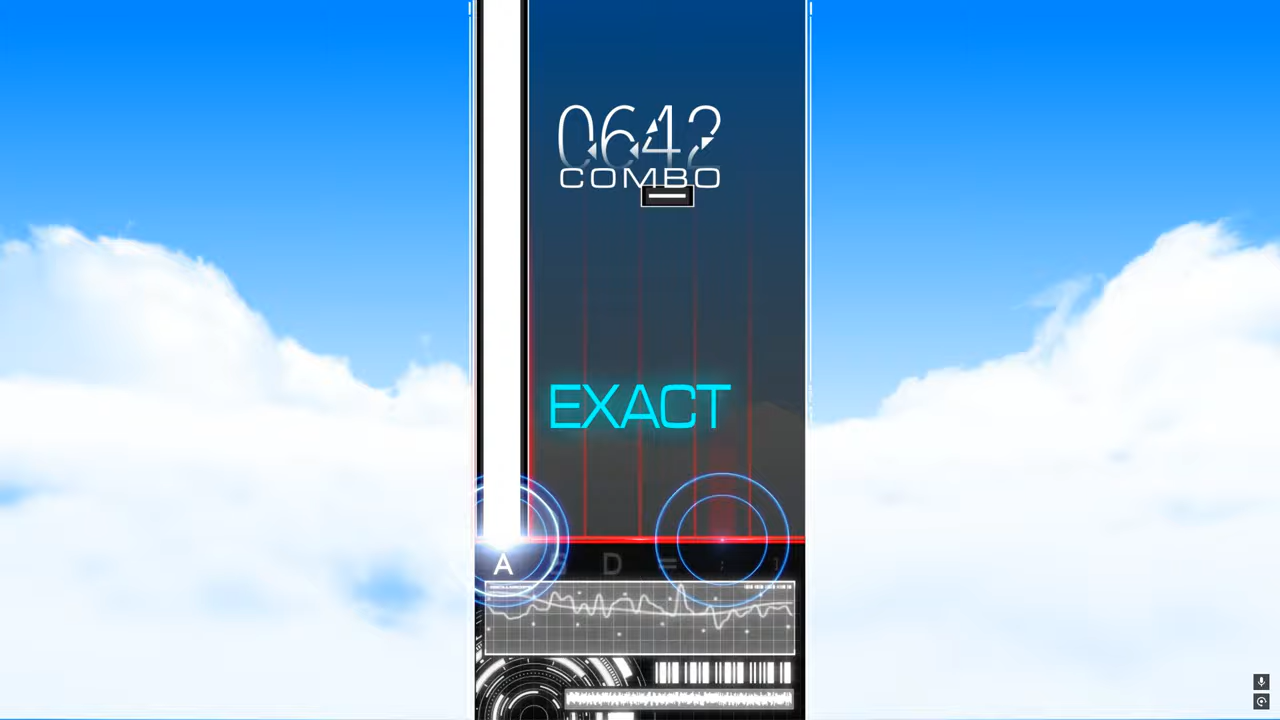 0642
COMBO
EXACT
A S D = ; ]